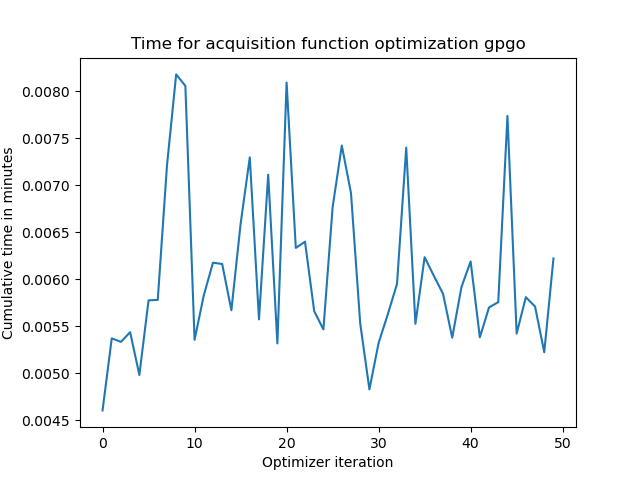 Time for acquisition function optimization gpgo
Cumulative time in minutes
0.0080
0.0075
0.0070
0.0065
0.0060
0.0055
0.0050
0.0045
0 10 20 30 40 50
Optimizer iteration